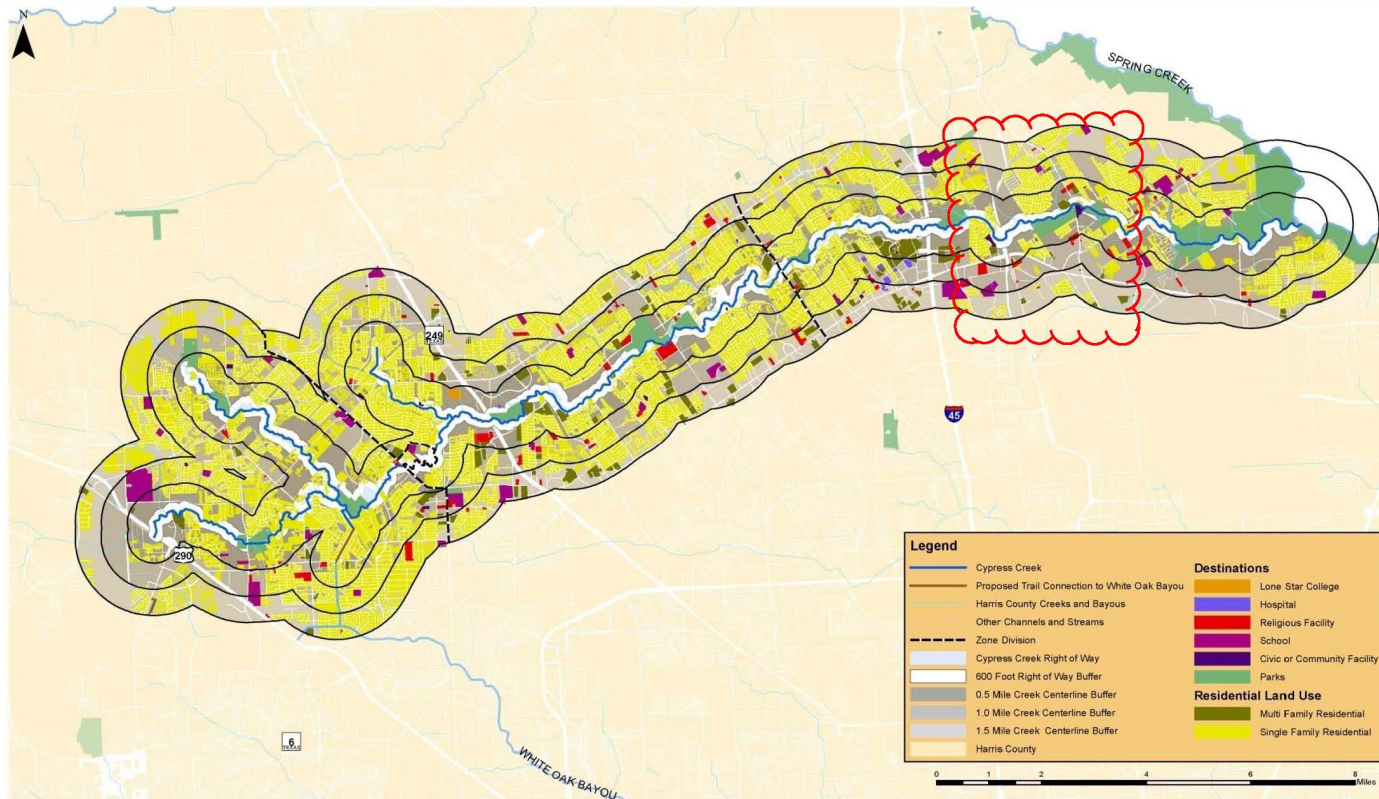 N
SPRING CREEK
249
TEXAS
45
290
6
TEXAS
WHITE OAK BAYOU
Legend
Cypress Creek
Proposed Trail Connection to White Oak Bayou
Harris County Creeks and Bayous
Other Channels and Streams
Zone Division
Cypress Creek Right of Way
600 Foot Right of Way Buffer
0.5 Mile Creek Centerline Buffer
1.0 Mile Creek Centerline Buffer
1.5 Mile Creek Centerline Buffer
Harris County
Destinations
Lone Star College
Hospital
Religious Facility
School
Civic or Community Facility
Parks
Residential Land Use
Multi Family Residential
Single Family Residential
0 1 2 4 6 8
Miles